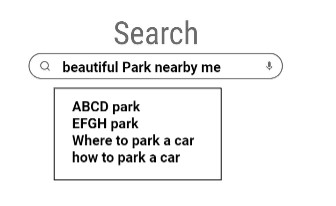 Search
beautiful Park nearby me
ABCD park
EFGH park
Where to park a car
how to park a car